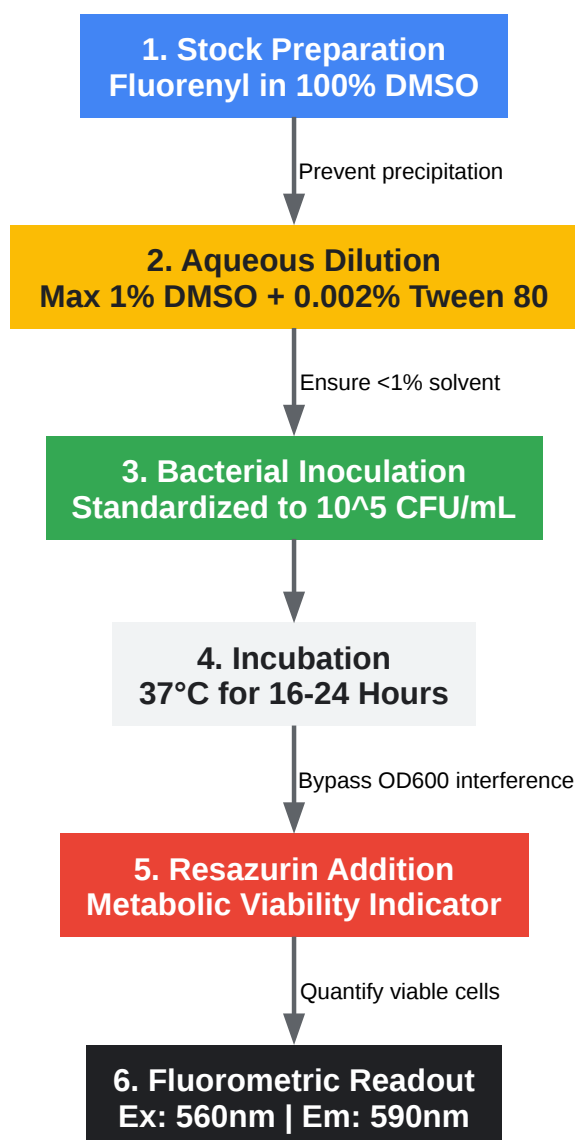 1. Stock Preparation
Fluorenyl in 100% DMSO
Prevent precipitation
2. Aqueous Dilution
Max 1% DMSO + 0.002% Tween 80
Ensure <1% solvent
3. Bacterial Inoculation
Standardized to 10^5 CFU/mL
4. Incubation
37°C for 16-24 Hours
Bypass OD600 interference
5. Resazurin Addition
Metabolic Viability Indicator
Quantify viable cells
6. Fluorometric Readout
Ex: 560nm | Em: 590nm